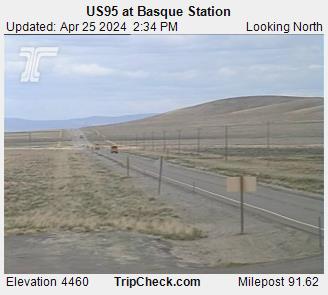 US95 at Basque Station
Updated: Apr 25 2024 2:34 PM Looking North
Elevation 4460 TripCheck.com Milepost 91.62